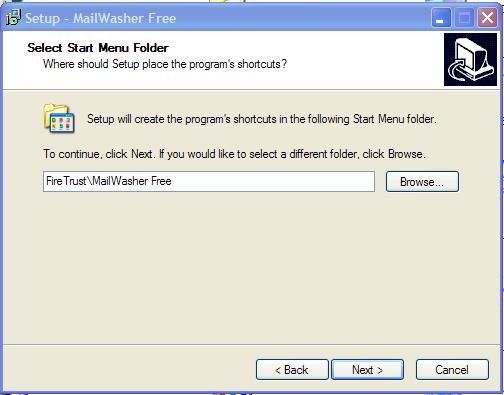 Setup - MailWasher Free
Select Start Menu Folder
Where should Setup place the program's shortcuts?
Setup will create the program's shortcuts in the following Start Menu folder.
To continue, click Next. If you would like to select a different folder, click Browse.
FireTrust\MailWasher Free
Browse...
< Back
Next >
Cancel